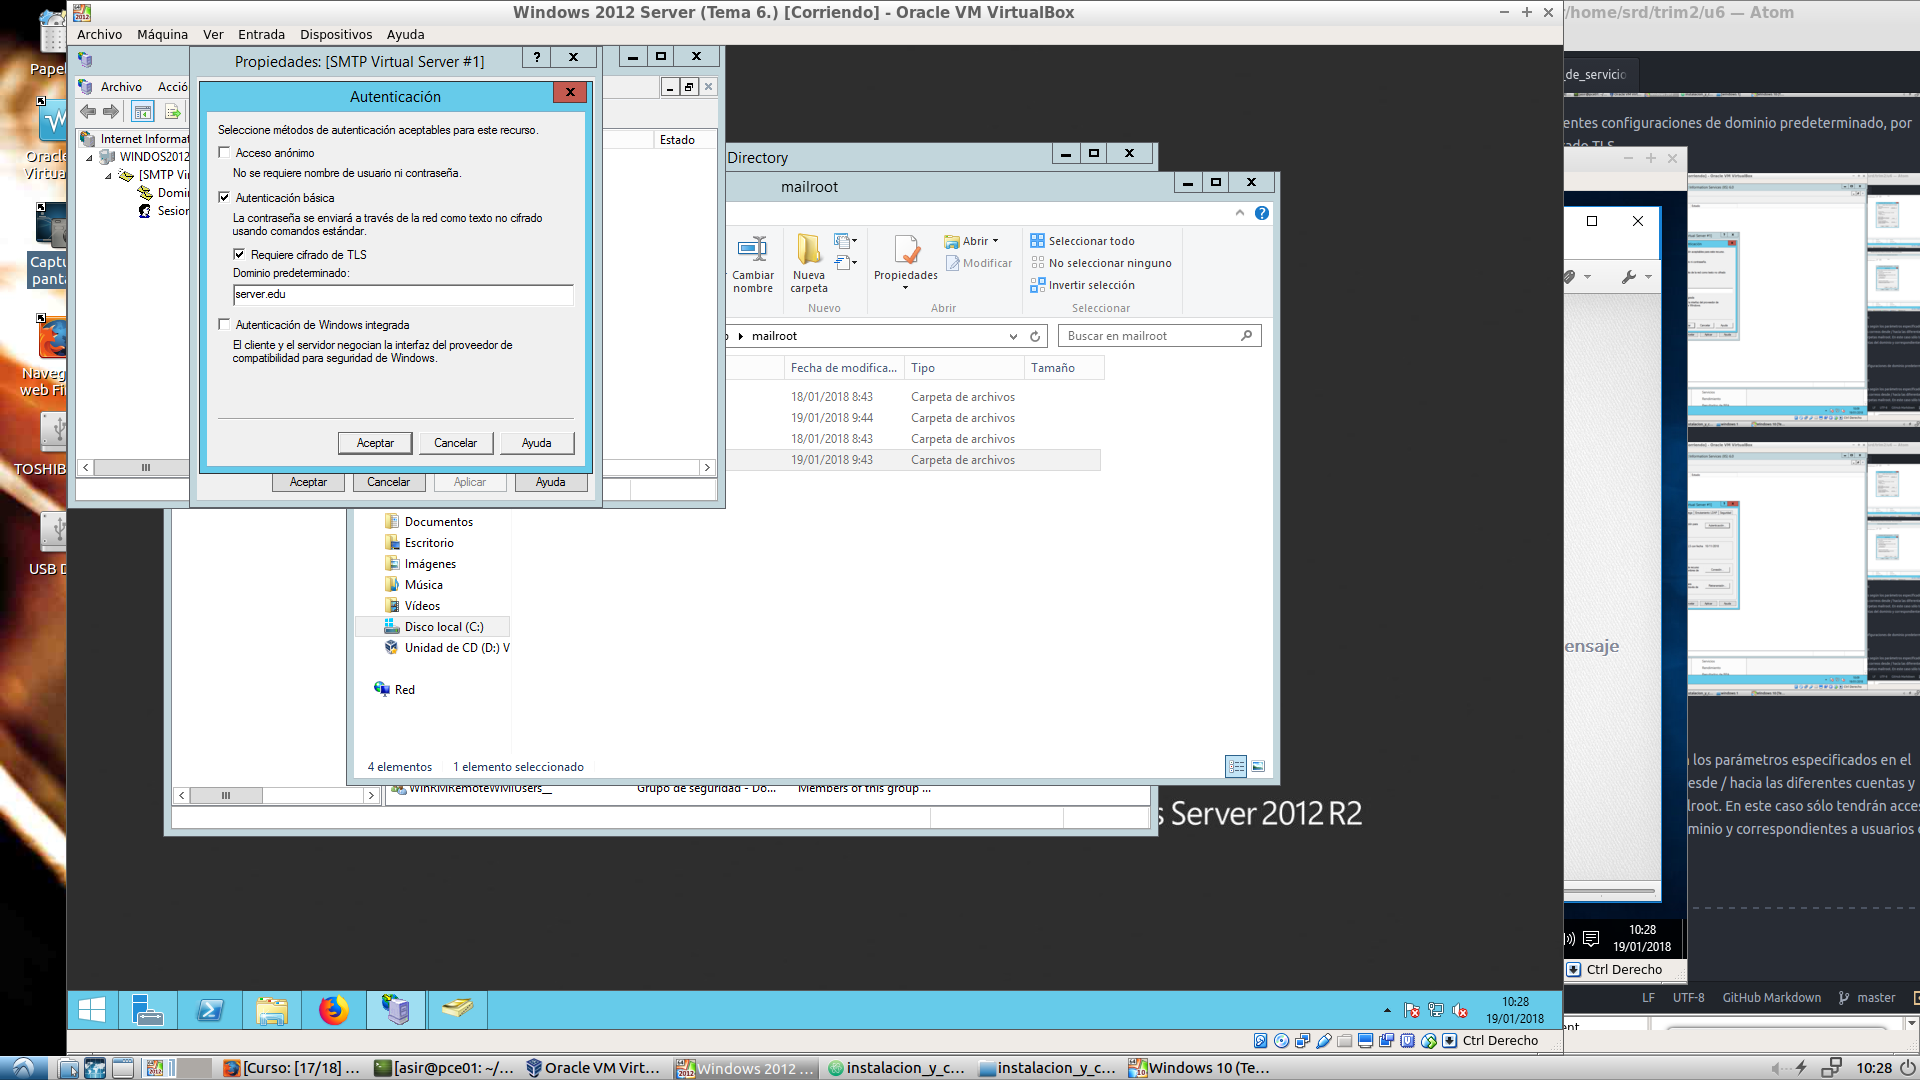 Windows 2012 Server (Tema 6.) [Corriendo] - Oracle VM VirtualBox
/home/srd/trim2/u6 — Atom
Archivo Máquina Ver Entrada Dispositivos Ayuda
Propiedades: [SMTP Virtual Server #1]
Archivo
Autenticación
Seleccione métodos de autenticación aceptables para este recurso.
Acceso anónimo
No se requiere nombre de usuario ni contraseña.
Autenticación básica
La contraseña se enviará a través de la red como texto no cifrado
usando comandos estándar.
Requiere cifrado de TLS
Dominio predeterminado:
server.edu
Autenticación de Windows integrada
El cliente y el servidor negocian la interfaz del proveedor de
compatibilidad para seguridad de Windows.
Aceptar Cancelar Ayuda
Aceptar Cancelar Aplicar Ayuda
Internet Informat
WINDOS2012
[SMTP Vi
Domi
Sesion
Estado
Directory
mailroot
Cambiar
nombre
Nueva
carpeta
Nuevo
Propiedades
Abrir
Modificar
Abrir
Seleccionar todo
No seleccionar ninguno
Invertir selección
Seleccionar
mailroot
Buscar en mailroot
Fecha de modifica... Tipo Tamaño
18/01/2018 8:43 Carpeta de archivos
19/01/2018 9:44 Carpeta de archivos
18/01/2018 8:43 Carpeta de archivos
19/01/2018 9:43 Carpeta de archivos
Documentos
Escritorio
Imágenes
Música
Vídeos
Disco local (C:)
Unidad de CD (D:) V
Red
4 elementos 1 elemento seleccionado
WinRMRemoteWMIUsers__ Grupo de seguridad - Do... Members of this group ...
s Server 2012 R2
10:28
19/01/2018
Ctrl Derecho
Papel
Oracl
Virtua
Captu
pant
Naveg
web Fi
TOSHIB
USB D
_de_servicio
entes configuraciones de dominio predeterminado, por
ensaje
10:28
19/01/2018
Ctrl Derecho
los parámetros especificados en el
esde / hacia las diferentes cuentas y
lroot. En este caso sólo tendrán acces
minio y correspondientes a usuarios
LF UTF-8 GitHub Markdown master
[Curso: [17/18] ... [asir@pce01: ~/... Oracle VM Virt... Windows 2012 ... instalacion_y_c... instalacion_y_c... Windows 10 (Te...
10:28